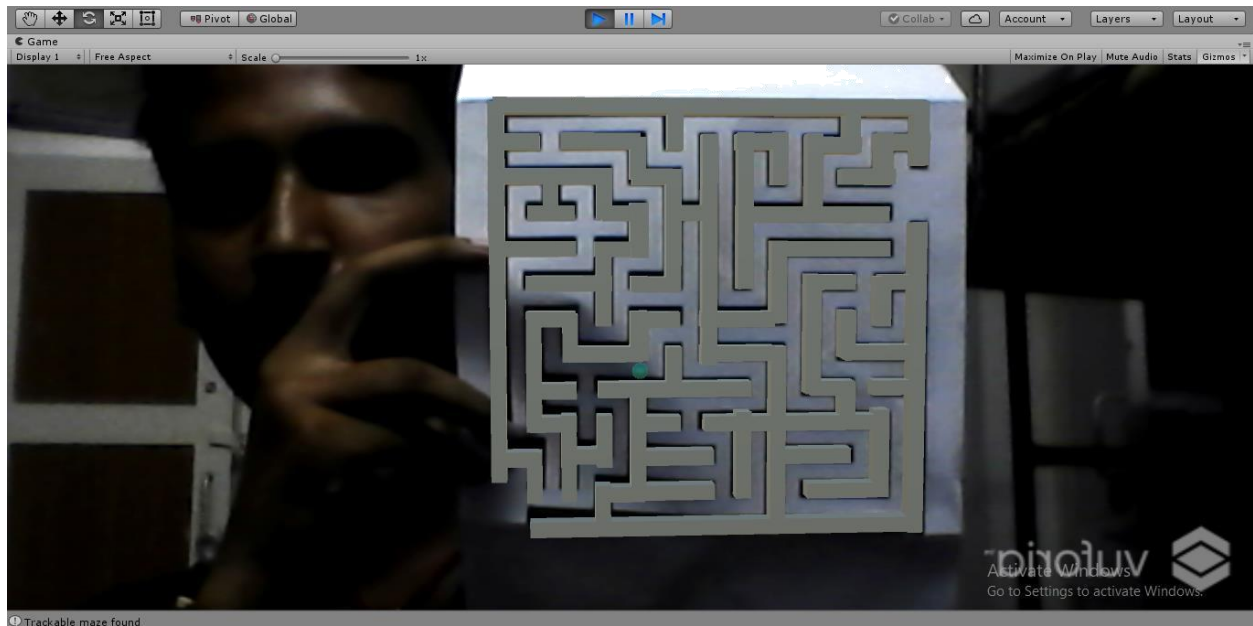 Pivot Global Collab Account Layers Layout
Game
Display 1 Free Aspect Scale 1x Maximize On Play Mute Audio Stats Gizmos
vuforia™
Activate Windows
Go to Settings to activate Windows.
Trackable maze found